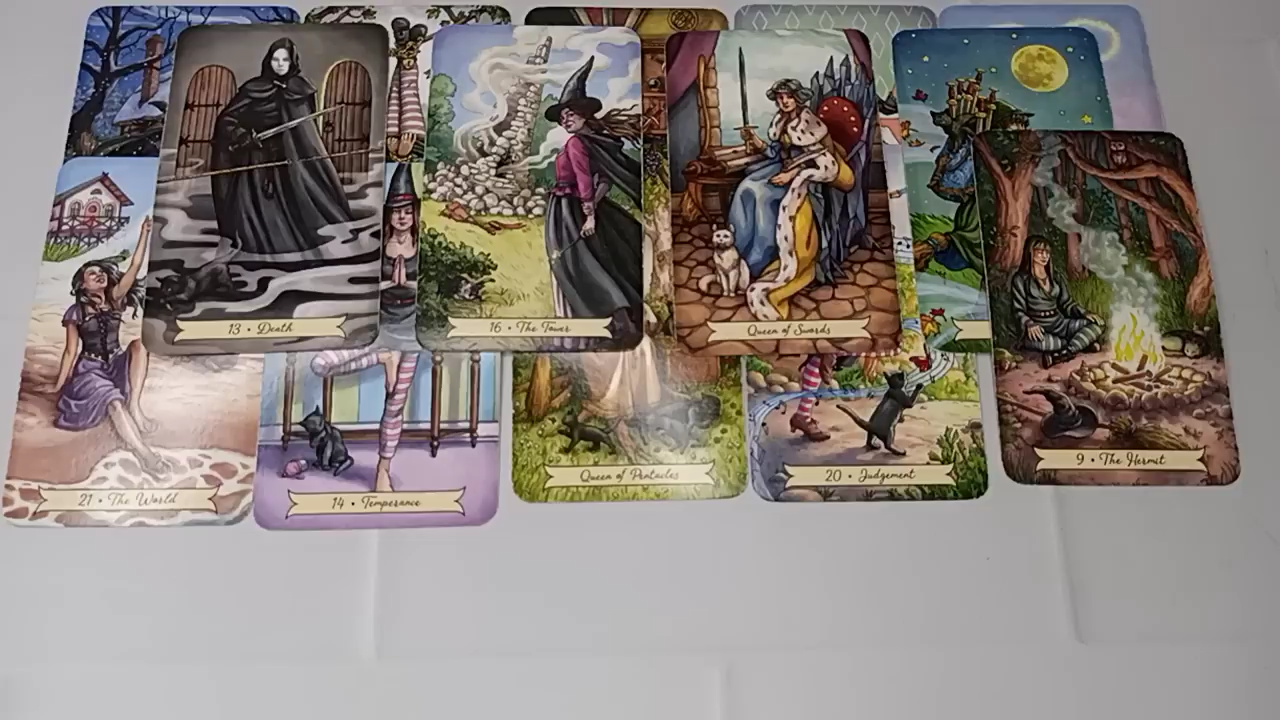 13 • Death
16 • The Tower
Queen of Swords
21 • The World
14 • Temperance
Queen of Pentacles
20 • Judgement
9 • The Hermit